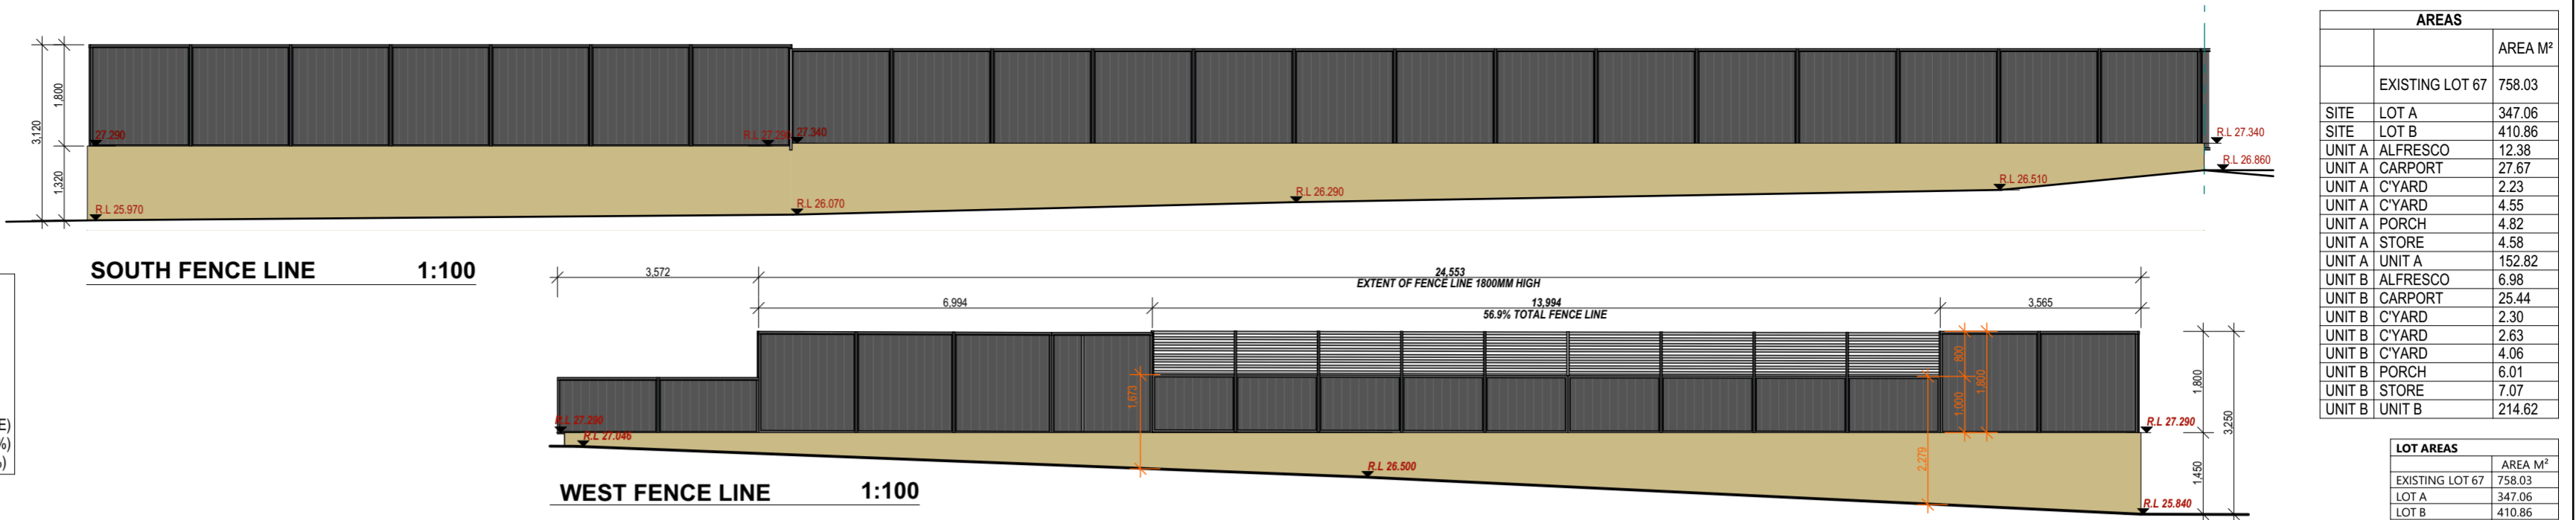 3,120
1,800
1,320
27.290
R.L 27.290
27.340
R.L 27.340
R.L 26.860
R.L 25.970
R.L 26.070
R.L 26.290
R.L 26.510
SOUTH FENCE LINE 1:100
E)
%)
)
3,572
24,553
EXTENT OF FENCE LINE 1800MM HIGH
6,994
13,994
56.9% TOTAL FENCE LINE
3,565
1,673
800
1,000
1,800
2,279
1,800
3,250
1,450
R.L 27.290
R.L 27.046
R.L 26.500
R.L 27.290
R.L 25.840
WEST FENCE LINE 1:100
AREAS
AREA M²
EXISTING LOT 67 758.03
SITE LOT A 347.06
SITE LOT B 410.86
UNIT A ALFRESCO 12.38
UNIT A CARPORT 27.67
UNIT A C'YARD 2.23
UNIT A C'YARD 4.55
UNIT A PORCH 4.82
UNIT A STORE 4.58
UNIT A UNIT A 152.82
UNIT B ALFRESCO 6.98
UNIT B CARPORT 25.44
UNIT B C'YARD 2.30
UNIT B C'YARD 2.63
UNIT B C'YARD 4.06
UNIT B PORCH 6.01
UNIT B STORE 7.07
UNIT B UNIT B 214.62
LOT AREAS
AREA M²
EXISTING LOT 67 758.03
LOT A 347.06
LOT B 410.86